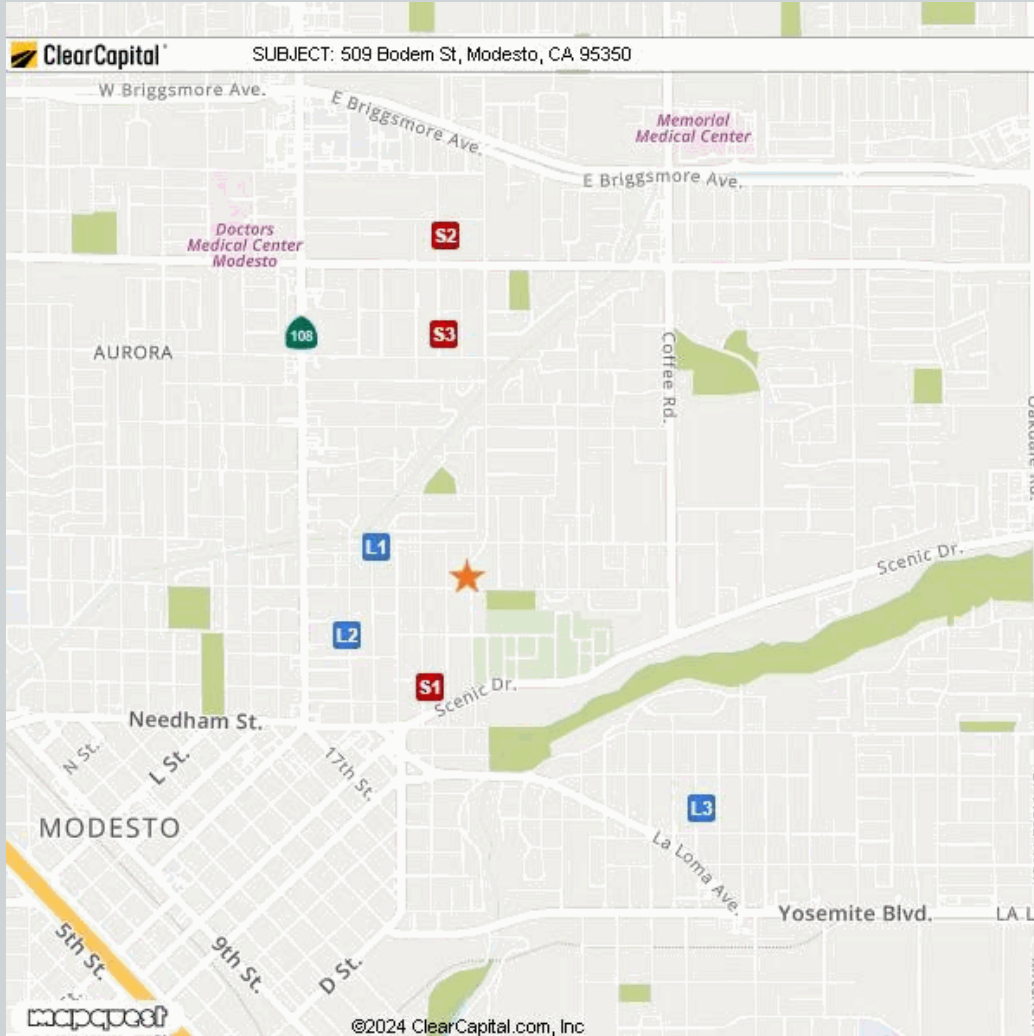 ClearCapital
SUBJECT: 509 Bodem St, Modesto, CA 95350
W Briggsmore Ave.
E Briggsmore Ave.
Memorial
Medical Center
E Briggsmore Ave.
S2
Doctors
Medical Center
Modesto
108
S3
AURORA
Coffee Rd.
L1
Scenic Dr.
L2
S1
Scenic Dr.
Needham St.
N St.
L St.
17th St.
L3
MODESTO
La Loma Ave.
Yosemite Blvd.
LA L
5th St.
9th St.
D St.
mapquest
©2024 ClearCapital.com, Inc